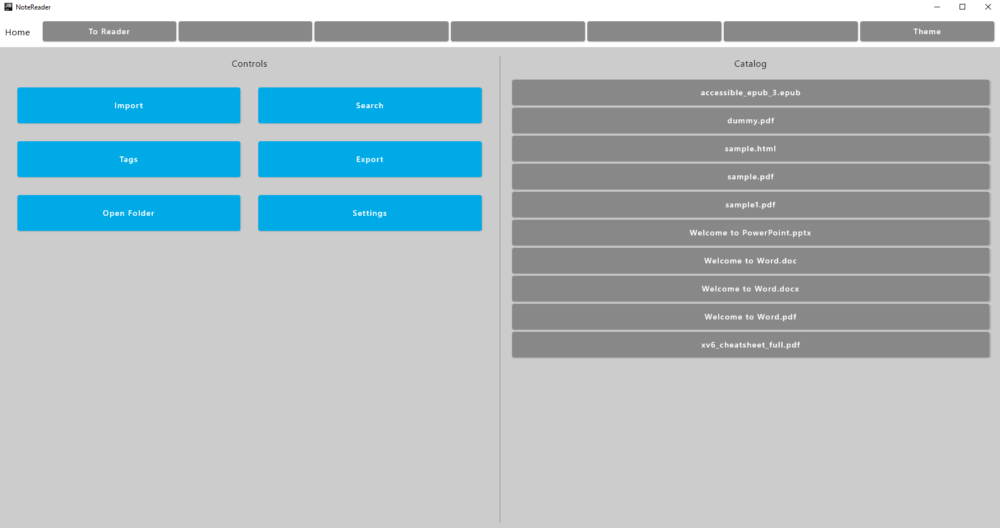 JB NoteReader
Home To Reader Theme
Controls
Import Search
Tags Export
Open Folder Settings
Catalog
accessible_epub_3.epub
dummy.pdf
sample.html
sample.pdf
sample1.pdf
Welcome to PowerPoint.pptx
Welcome to Word.doc
Welcome to Word.docx
Welcome to Word.pdf
xv6_cheatsheet_full.pdf